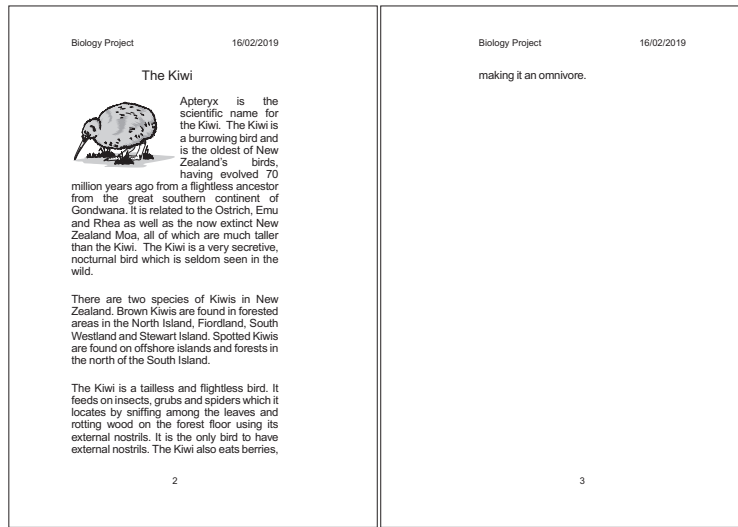 Biology Project 16/02/2019
The Kiwi
Apteryx is the
scientific name for
the Kiwi. The Kiwi is
a burrowing bird and
is the oldest of New
Zealand's birds,
having evolved 70
million years ago from a flightless ancestor
from the great southern continent of
Gondwana. It is related to the Ostrich, Emu
and Rhea as well as the now extinct New
Zealand Moa, all of which are much taller
than the Kiwi. The Kiwi is a very secretive,
nocturnal bird which is seldom seen in the
wild.
There are two species of Kiwis in New
Zealand. Brown Kiwis are found in forested
areas in the North Island, Fiordland, South
Westland and Stewart Island. Spotted Kiwis
are found on offshore islands and forests in
the north of the South Island.
The Kiwi is a tailless and flightless bird. It
feeds on insects, grubs and spiders which it
locates by sniffing among the leaves and
rotting wood on the forest floor using its
external nostrils. It is the only bird to have
external nostrils. The Kiwi also eats berries,
2
Biology Project 16/02/2019
making it an omnivore.
3